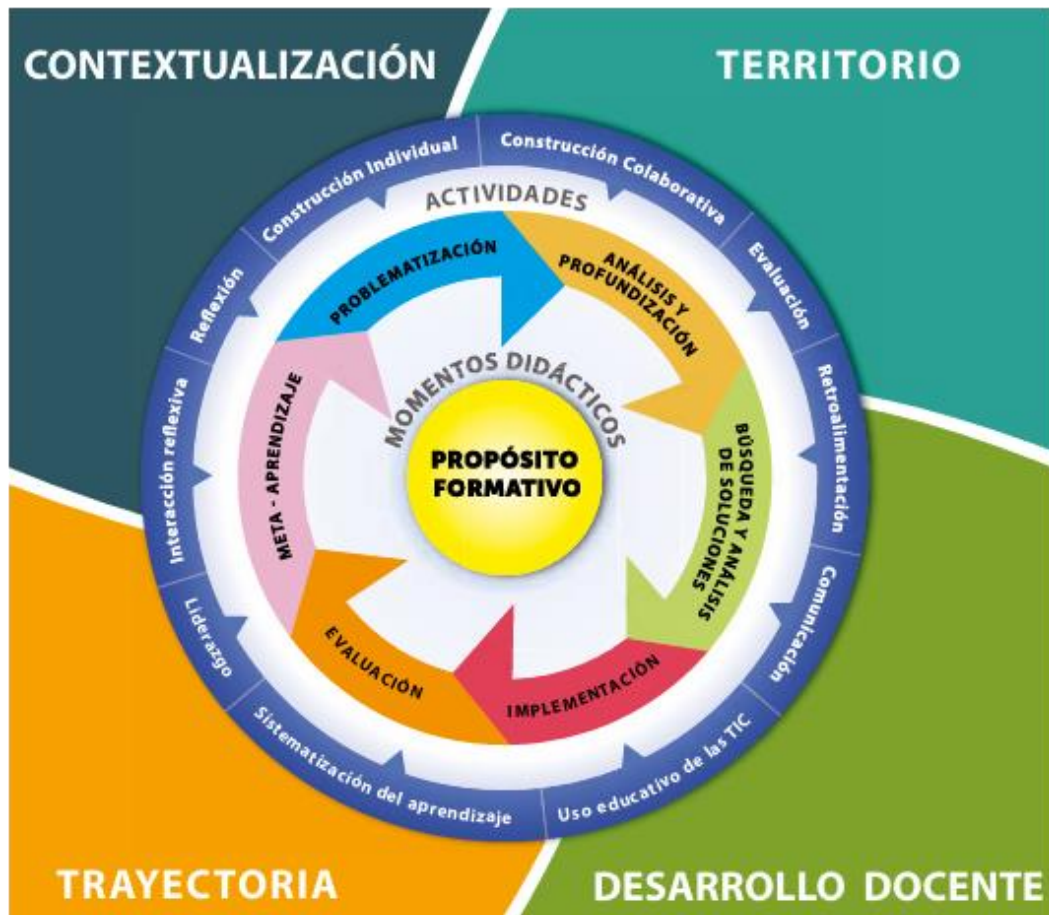 CONTEXTUALIZACIÓN
TERRITORIO
Construcción Individual
Construcción Colaborativa
Evaluación
Retroalimentación
Comunicación
Uso educativo de las TIC
Sistematización del aprendizaje
Liderazgo
Interacción reflexiva
Reflexión
ACTIVIDADES
PROBLEMATIZACIÓN
ANÁLISIS Y
PROFUNDIZACIÓN
BÚSQUEDA Y ANÁLISIS
DE SOLUCIONES
IMPLEMENTACIÓN
EVALUACIÓN
META - APRENDIZAJE
MOMENTOS DIDÁCTICOS
PROPÓSITO
FORMATIVO
TRAYECTORIA
DESARROLLO DOCENTE